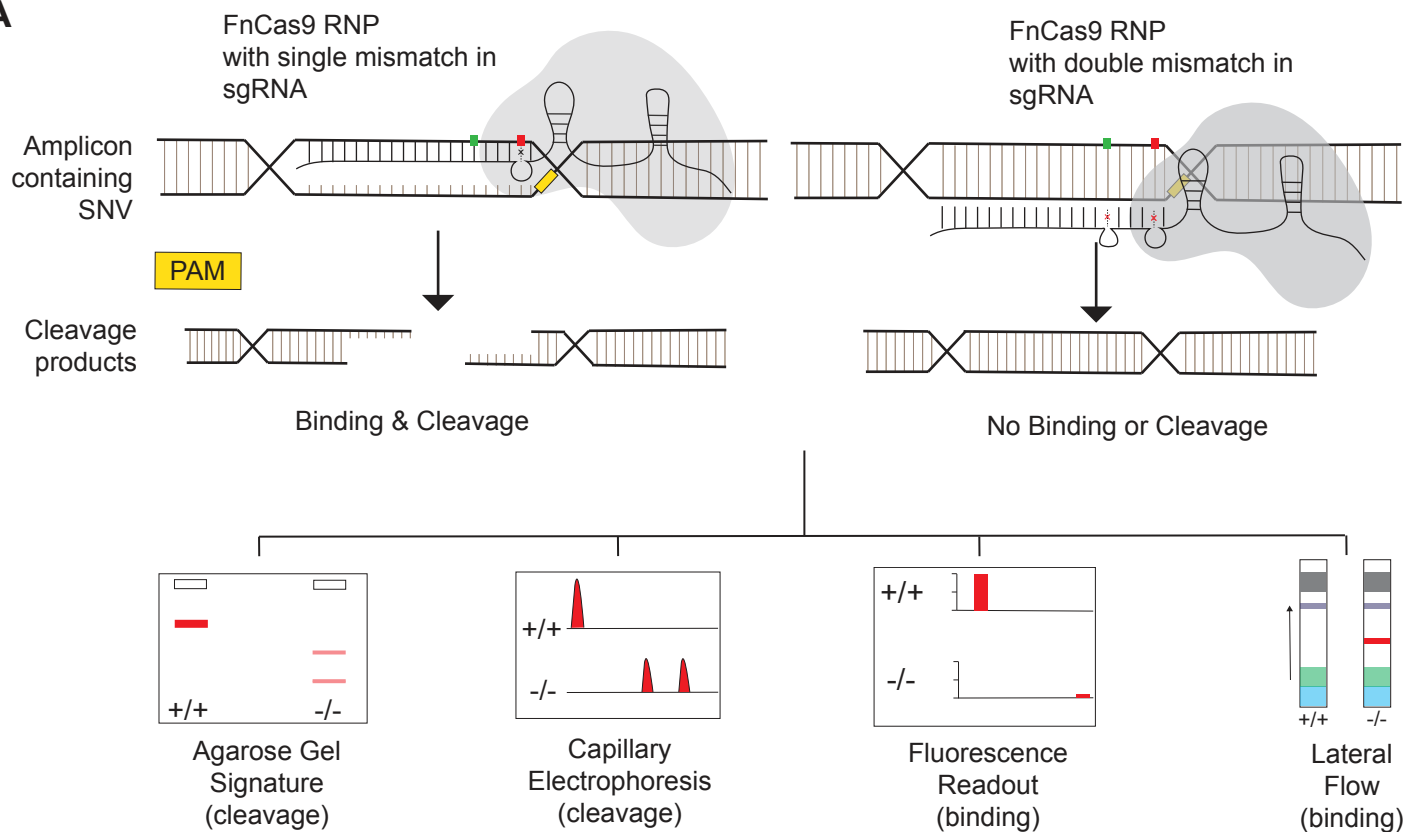 A
FnCas9 RNP
with single mismatch in
sgRNA
FnCas9 RNP
with double mismatch in
sgRNA
Amplicon
containing
SNV
x
x
x
PAM
Cleavage
products
Binding & Cleavage
No Binding or Cleavage
+/+
-/-
Agarose Gel
Signature
(cleavage)
+/+
-/-
Capillary
Electrophoresis
(cleavage)
+/+
-/-
Fluorescence
Readout
(binding)
+/+
-/-
Lateral
Flow
(binding)